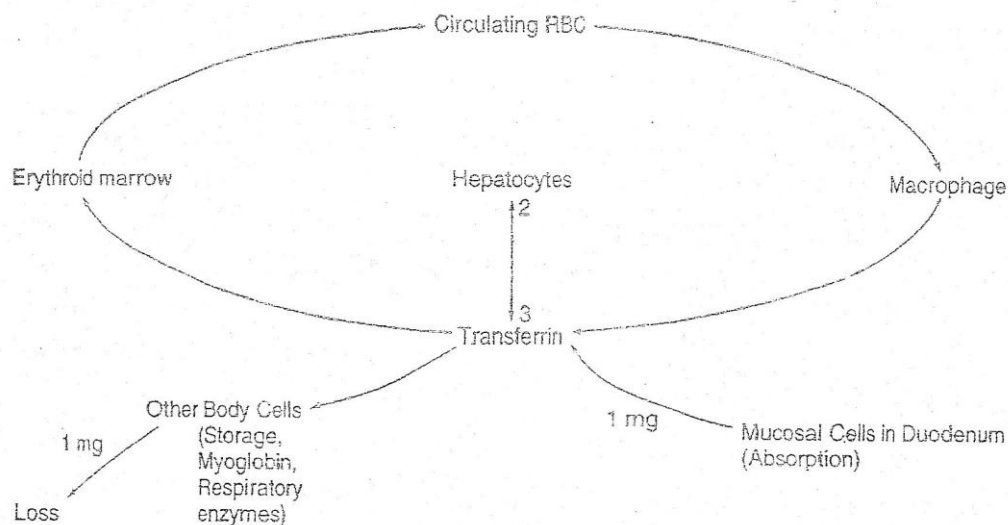 Circulating RBC
Erythroid marrow
Hepatocytes
Macrophage
2
3
Transferrin
Other Body Cells
(Storage,
Myoglobin,
Respiratory
enzymes)
1 mg
Loss
1 mg
Mucosal Cells in Duodenum
(Absorption)